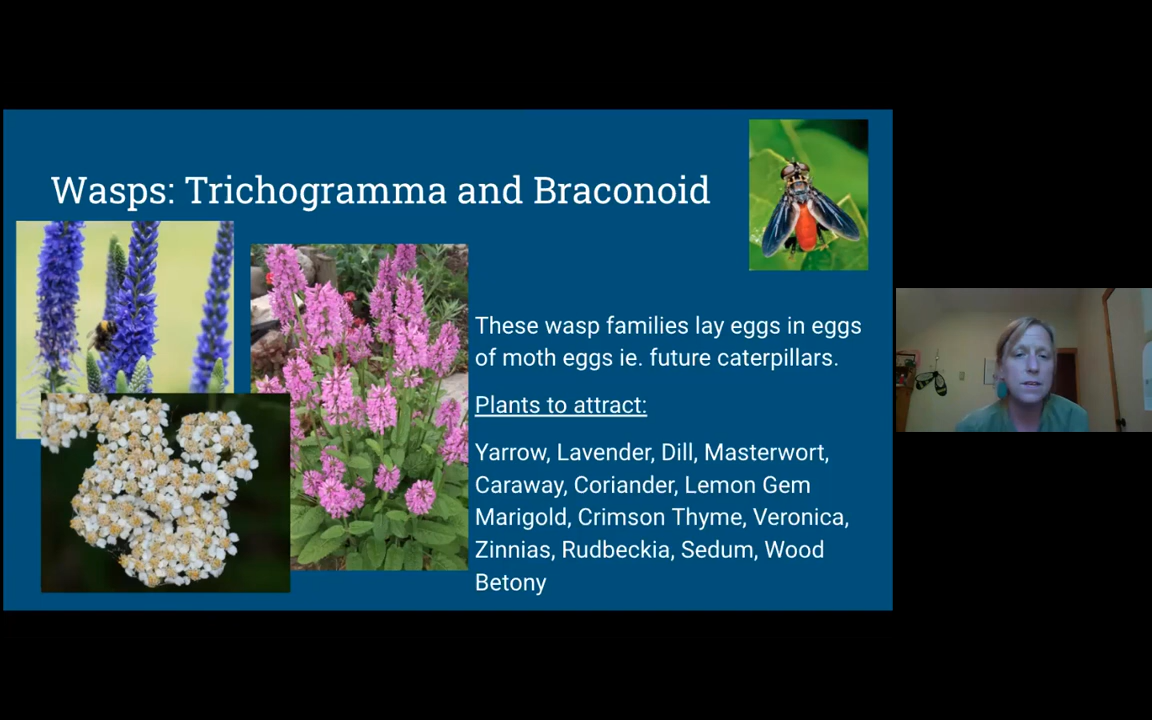 Wasps: Trichogramma and Braconoid
These wasp families lay eggs in eggs
of moth eggs ie. future caterpillars.
Plants to attract:
Yarrow, Lavender, Dill, Masterwort,
Caraway, Coriander, Lemon Gem
Marigold, Crimson Thyme, Veronica,
Zinnias, Rudbeckia, Sedum, Wood
Betony